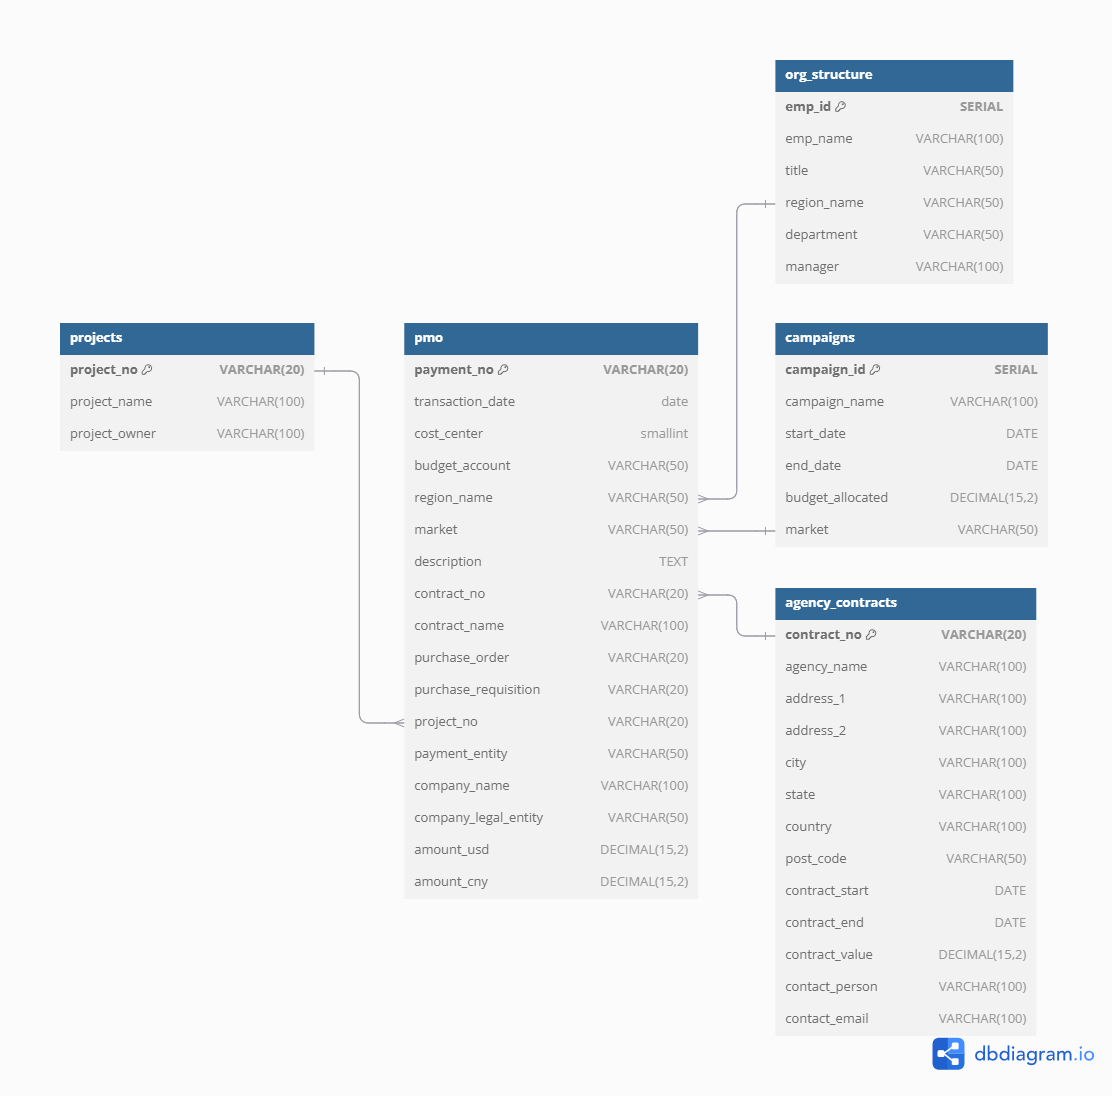 org_structure
emp_id SERIAL
emp_name VARCHAR(100)
title VARCHAR(50)
region_name VARCHAR(50)
department VARCHAR(50)
manager VARCHAR(100)
projects
project_no VARCHAR(20)
project_name VARCHAR(100)
project_owner VARCHAR(100)
pmo
payment_no VARCHAR(20)
transaction_date date
cost_center smallint
budget_account VARCHAR(50)
region_name VARCHAR(50)
market VARCHAR(50)
description TEXT
contract_no VARCHAR(20)
contract_name VARCHAR(100)
purchase_order VARCHAR(20)
purchase_requisition VARCHAR(20)
project_no VARCHAR(20)
payment_entity VARCHAR(50)
company_name VARCHAR(100)
company_legal_entity VARCHAR(50)
amount_usd DECIMAL(15,2)
amount_cny DECIMAL(15,2)
campaigns
campaign_id SERIAL
campaign_name VARCHAR(100)
start_date DATE
end_date DATE
budget_allocated DECIMAL(15,2)
market VARCHAR(50)
agency_contracts
contract_no VARCHAR(20)
agency_name VARCHAR(100)
address_1 VARCHAR(100)
address_2 VARCHAR(100)
city VARCHAR(100)
state VARCHAR(100)
country VARCHAR(100)
post_code VARCHAR(50)
contract_start DATE
contract_end DATE
contract_value DECIMAL(15,2)
contact_person VARCHAR(100)
contact_email VARCHAR(100)
dbdiagram.io